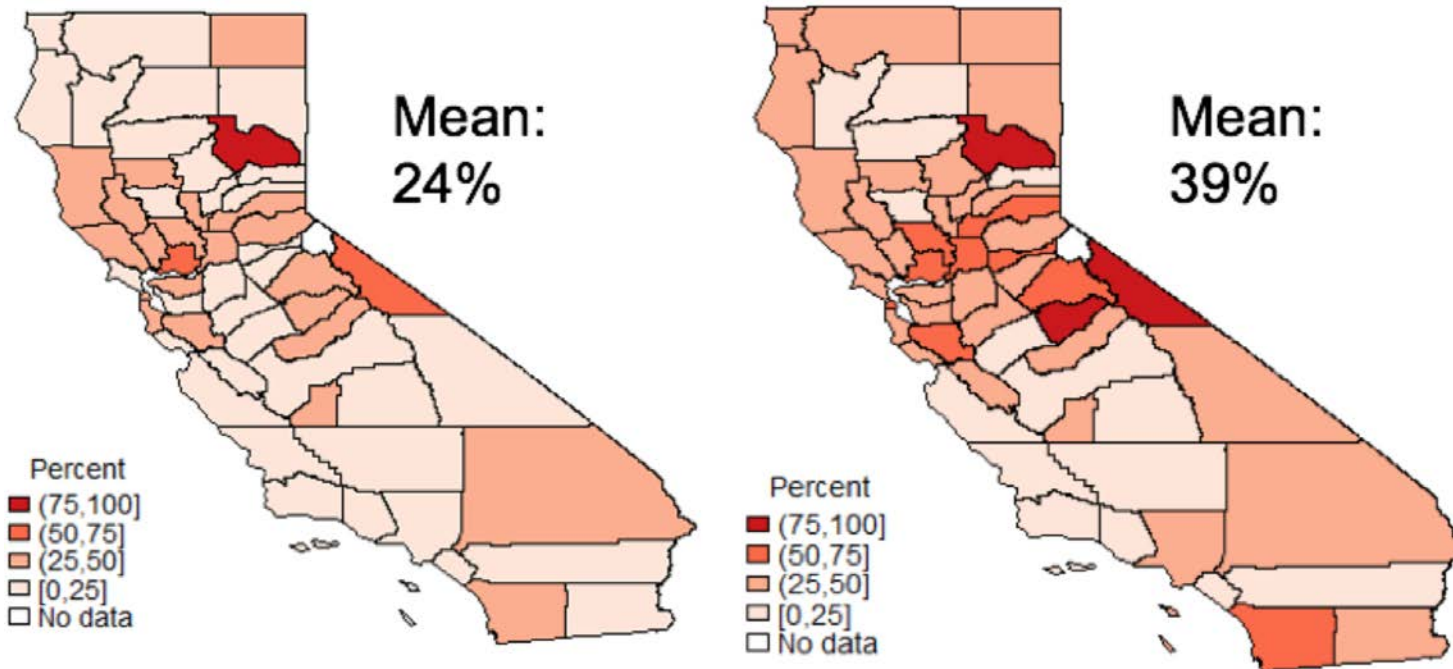 Mean:
24%
Percent
(75,100]
(50,75]
(25,50]
[0,25]
No data
Mean:
39%
Percent
(75,100]
(50,75]
(25,50]
[0,25]
No data